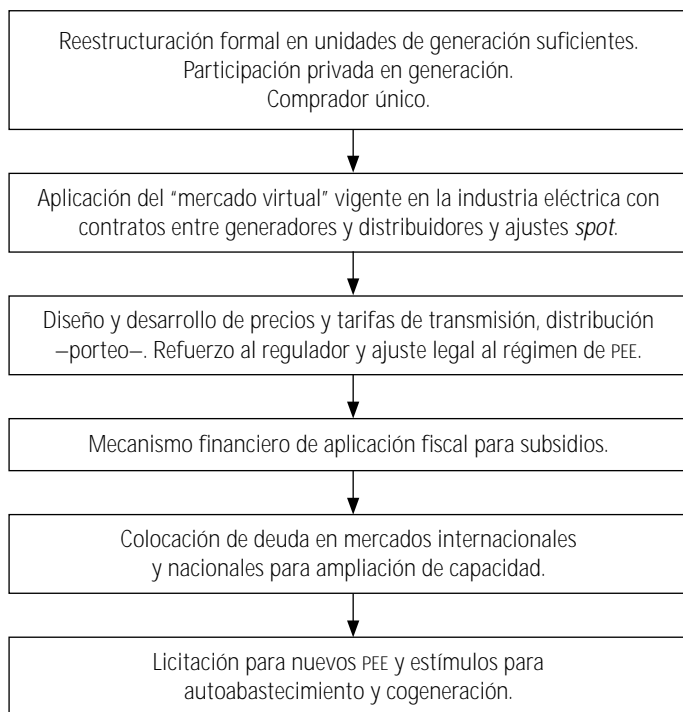 Reestructuración formal en unidades de generación suficientes.
Participación privada en generación.
Comprador único.
Aplicación del “mercado virtual” vigente en la industria eléctrica con
contratos entre generadores y distribuidores y ajustes spot.
Diseño y desarrollo de precios y tarifas de transmisión, distribución
–porteo–. Refuerzo al regulador y ajuste legal al régimen de PEE.
Mecanismo financiero de aplicación fiscal para subsidios.
Colocación de deuda en mercados internacionales
y nacionales para ampliación de capacidad.
Licitación para nuevos PEE y estímulos para
autoabastecimiento y cogeneración.